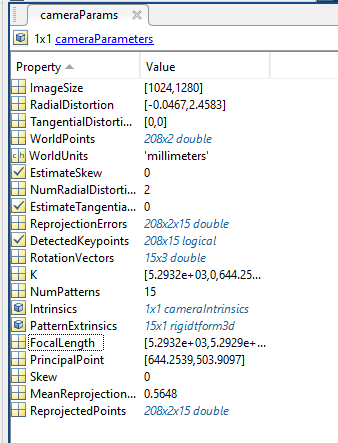 cameraParams
1x1 cameraParameters
Property Value
ImageSize [1024,1280]
RadialDistortion [-0.0467,2.4583]
TangentialDistorti... [0,0]
WorldPoints 208x2 double
WorldUnits 'millimeters'
EstimateSkew 0
NumRadialDistorti... 2
EstimateTangentia... 0
ReprojectionErrors 208x2x15 double
DetectedKeypoints 208x15 logical
RotationVectors 15x3 double
K [5.2932e+03,0,644.25...
NumPatterns 15
Intrinsics 1x1 cameraIntrinsics
PatternExtrinsics 15x1 rigidtform3d
FocalLength [5.2932e+03,5.2929e+...
PrincipalPoint [644.2539,503.9097]
Skew 0
MeanReprojection... 0.5648
ReprojectedPoints 208x2x15 double